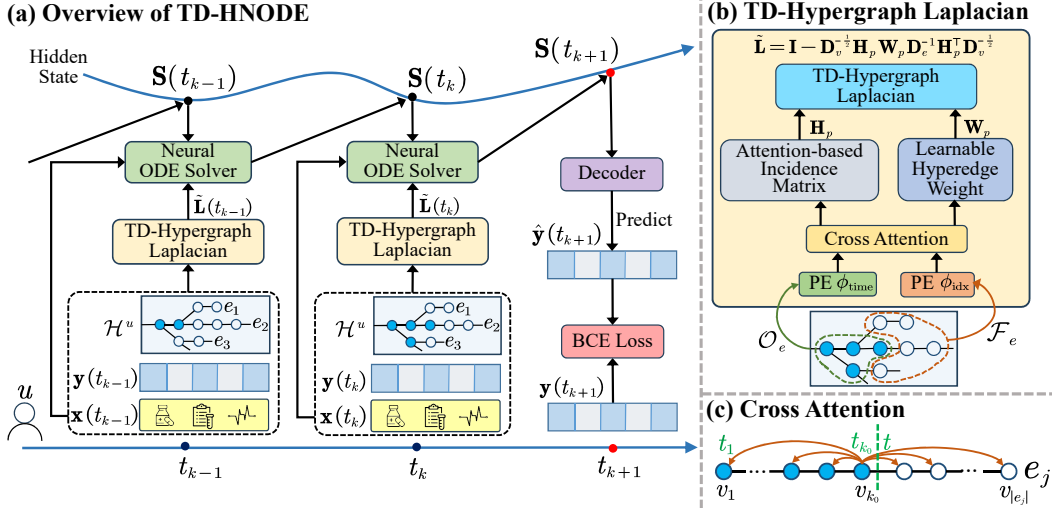 (a) Overview of TD-HNODE
Hidden
State
S(t_{k−1})
S(t_k)
S(t_{k+1})
Neural
ODE Solver
Neural
ODE Solver
Decoder
L̃(t_{k−1})
L̃(t_k)
Predict
TD-Hypergraph
Laplacian
TD-Hypergraph
Laplacian
ŷ(t_{k+1})
ℋ^u
e_1
e_2
e_3
ℋ^u
e_1
e_2
e_3
BCE Loss
y(t_{k−1})
y(t_k)
y(t_{k+1})
u
x(t_{k−1})
x(t_k)
t_{k−1}
t_k
t_{k+1}
(b) TD-Hypergraph Laplacian
L̃ = I − D_v^{−1/2} H_p W_p D_e^{−1} H_p^⊤ D_v^{−1/2}
TD-Hypergraph
Laplacian
H_p
W_p
Attention-based
Incidence
Matrix
Learnable
Hyperedge
Weight
Cross Attention
PE ϕ_time
PE ϕ_idx
𝒪_e
ℱ_e
(c) Cross Attention
t_1
t_{k_0}
t
e_j
v_1
v_{k_0}
v_{|e_j|}